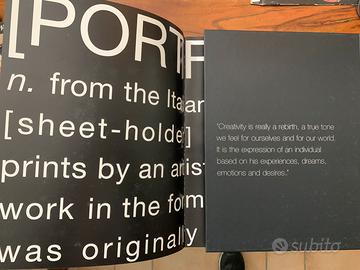 [PORT
n. from the Ita
[sheet-holde
prints by an artist
work in the form
was originally
"Creativity is really a rebirth, a true tone
we feel for ourselves and for our world.
It is the expression of an individual
based on his experiences, dreams,
emotions and desires."
subito